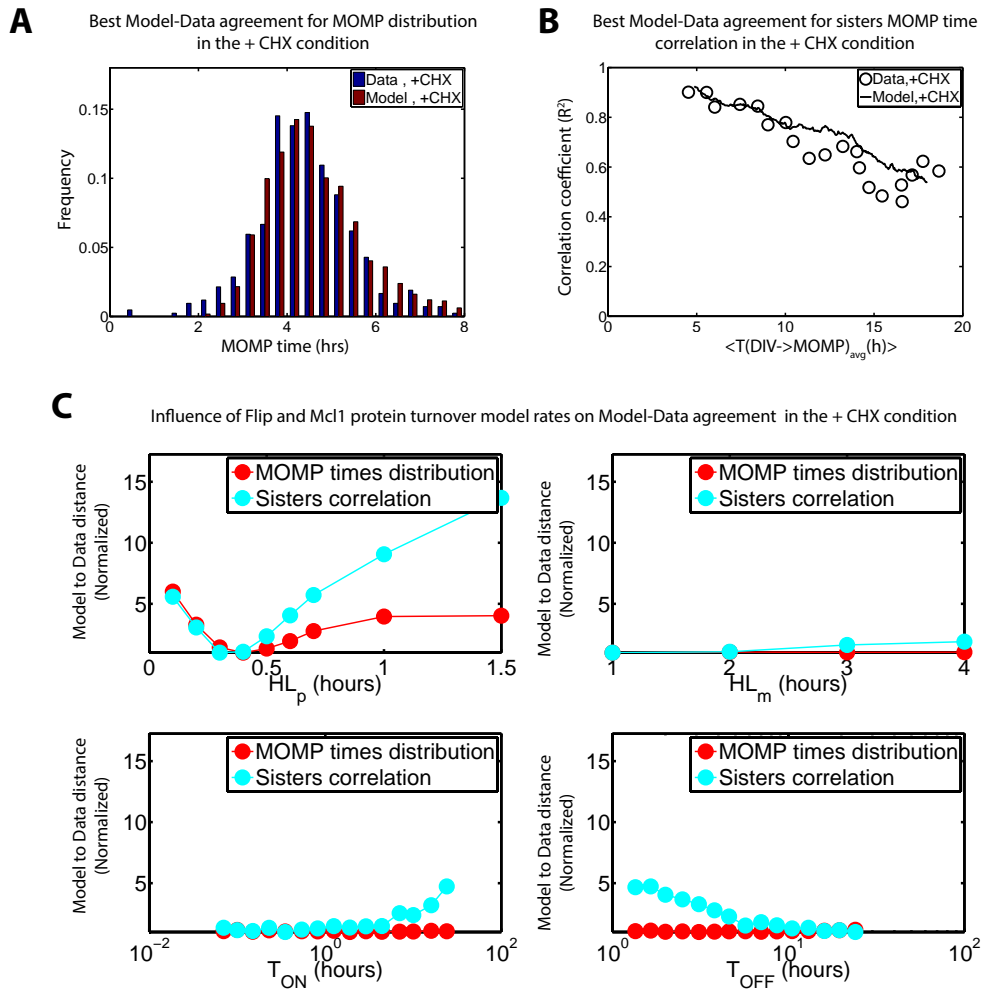 A
Best Model-Data agreement for MOMP distribution
in the + CHX condition
Data , +CHX
Model , +CHX
0.15
0.1
0.05
0
Frequency
0 2 4 6 8
MOMP time (hrs)
B
Best Model-Data agreement for sisters MOMP time
correlation in the + CHX condition
Data,+CHX
Model,+CHX
1
0.8
0.6
0.4
0.2
0
Correlation coefficient (R²)
0 5 10 15 20
<T(DIV->MOMP)avg(h)>
C
Influence of Flip and Mcl1 protein turnover model rates on Model-Data agreement in the + CHX condition
MOMP times distribution
Sisters correlation
15
10
5
Model to Data distance
(Normalized)
0 0.5 1 1.5
HLp (hours)
MOMP times distribution
Sisters correlation
15
10
5
Model to Data distance
(Normalized)
1 2 3 4
HLm (hours)
MOMP times distribution
Sisters correlation
15
10
5
Model to Data distance
(Normalized)
10⁻² 10⁰ 10²
TON (hours)
MOMP times distribution
Sisters correlation
15
10
5
Model to Data distance
(Normalized)
10⁰ 10¹ 10²
TOFF (hours)